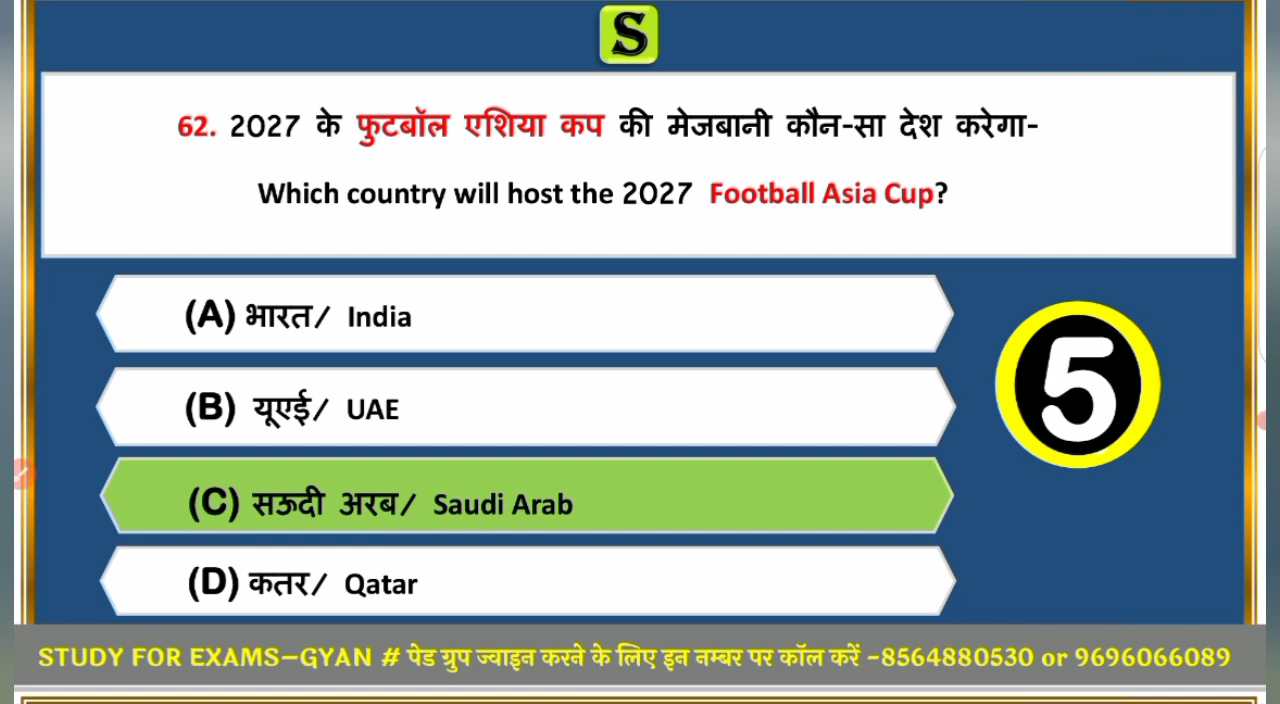 S
62. 2027 के फुटबॉल एशिया कप की मेजबानी कौन-सा देश करेगा-
Which country will host the 2027 Football Asia Cup?
(A) भारत/ India
(B) यूएई/ UAE
5
(C) सऊदी अरब/ Saudi Arab
(D) कतर/ Qatar
STUDY FOR EXAMS–GYAN # पेड ग्रुप ज्वाइन करने के लिए इन नम्बर पर कॉल करें –8564880530 or 9696066089